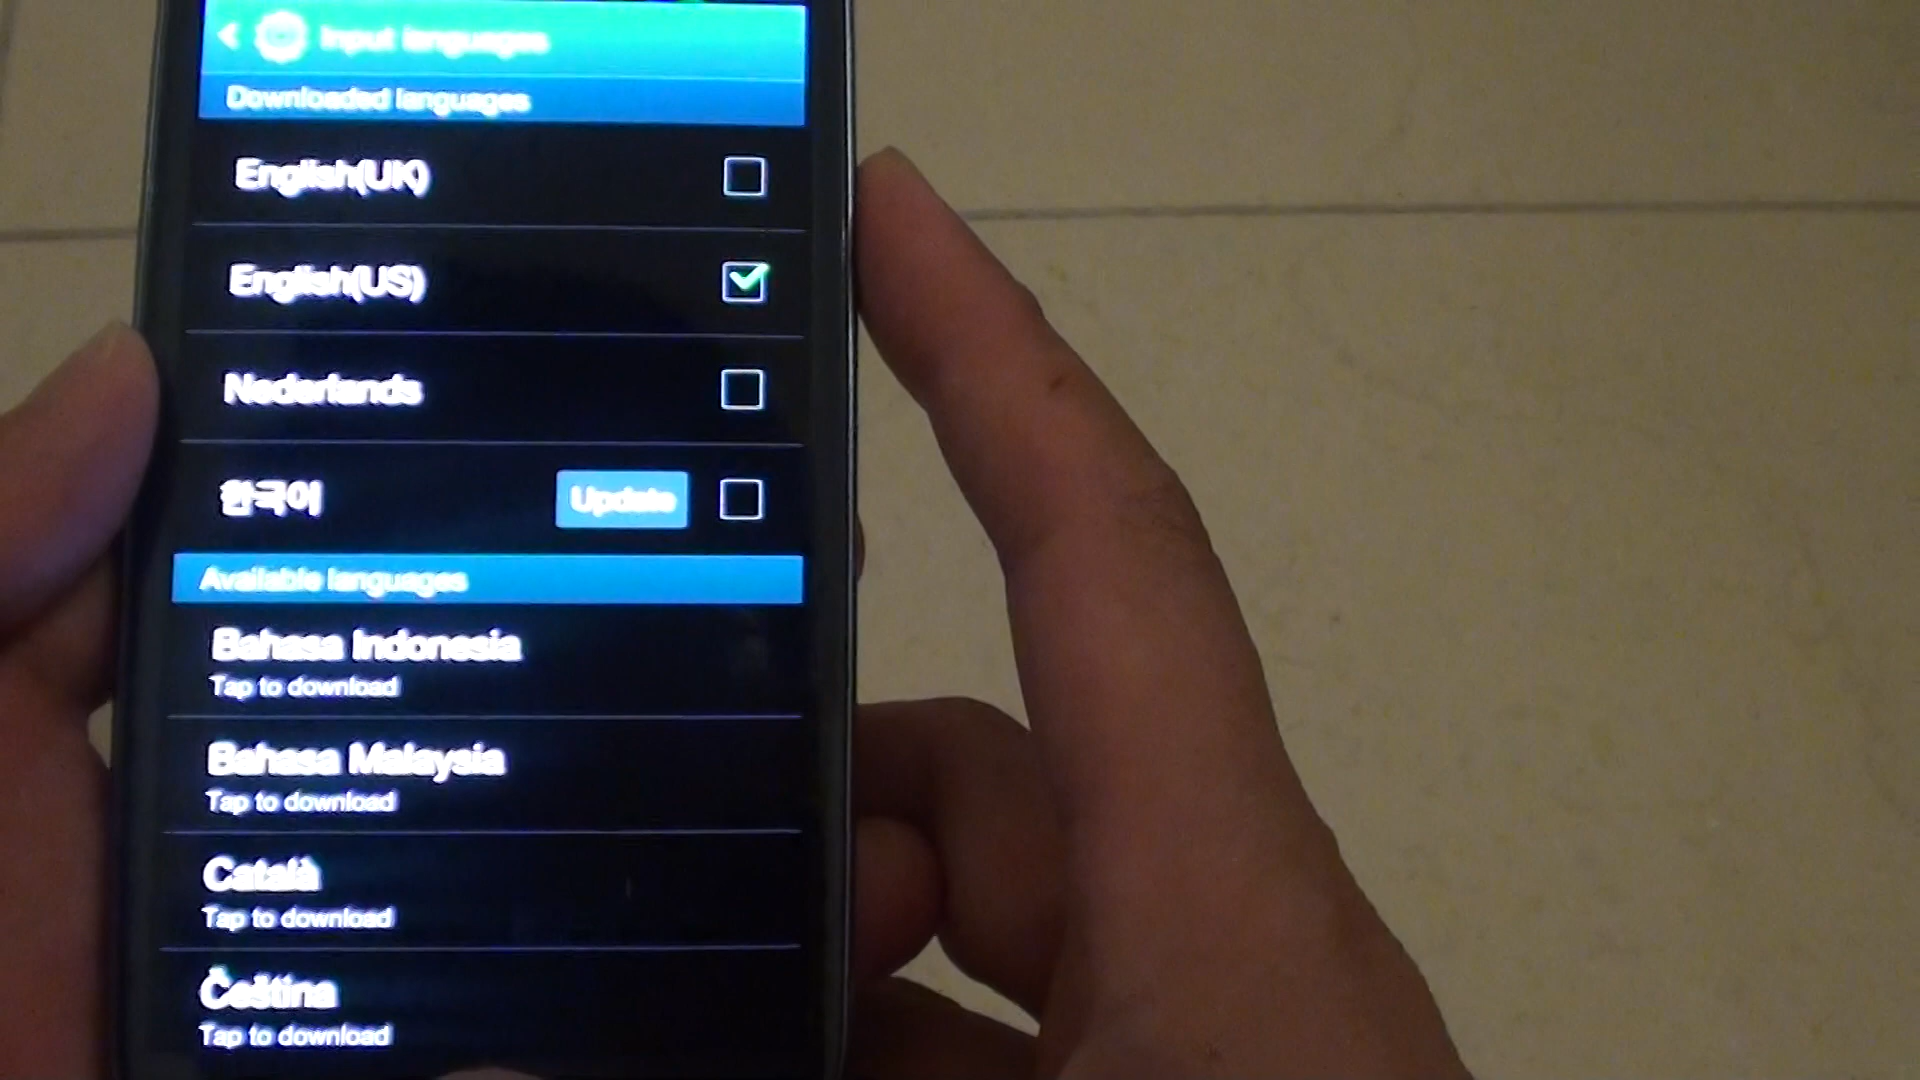 Input languages
Downloaded languages
English(UK)
English(US)
Nederlands
한국어 Update
Available languages
Bahasa Indonesia
Tap to download
Bahasa Malaysia
Tap to download
Català
Tap to download
Čeština
Tap to download